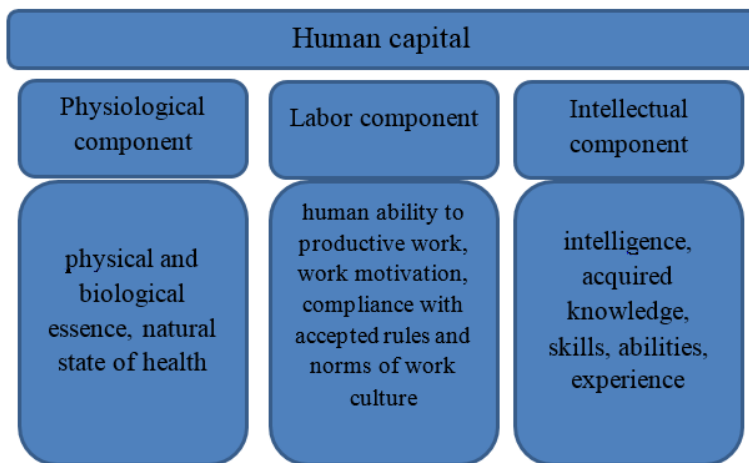 Human capital
Physiological
component
Labor component
Intellectual
component
physical and
biological
essence, natural
state of health
human ability to
productive work,
work motivation,
compliance with
accepted rules and
norms of work
culture
intelligence,
acquired
knowledge,
skills, abilities,
experience